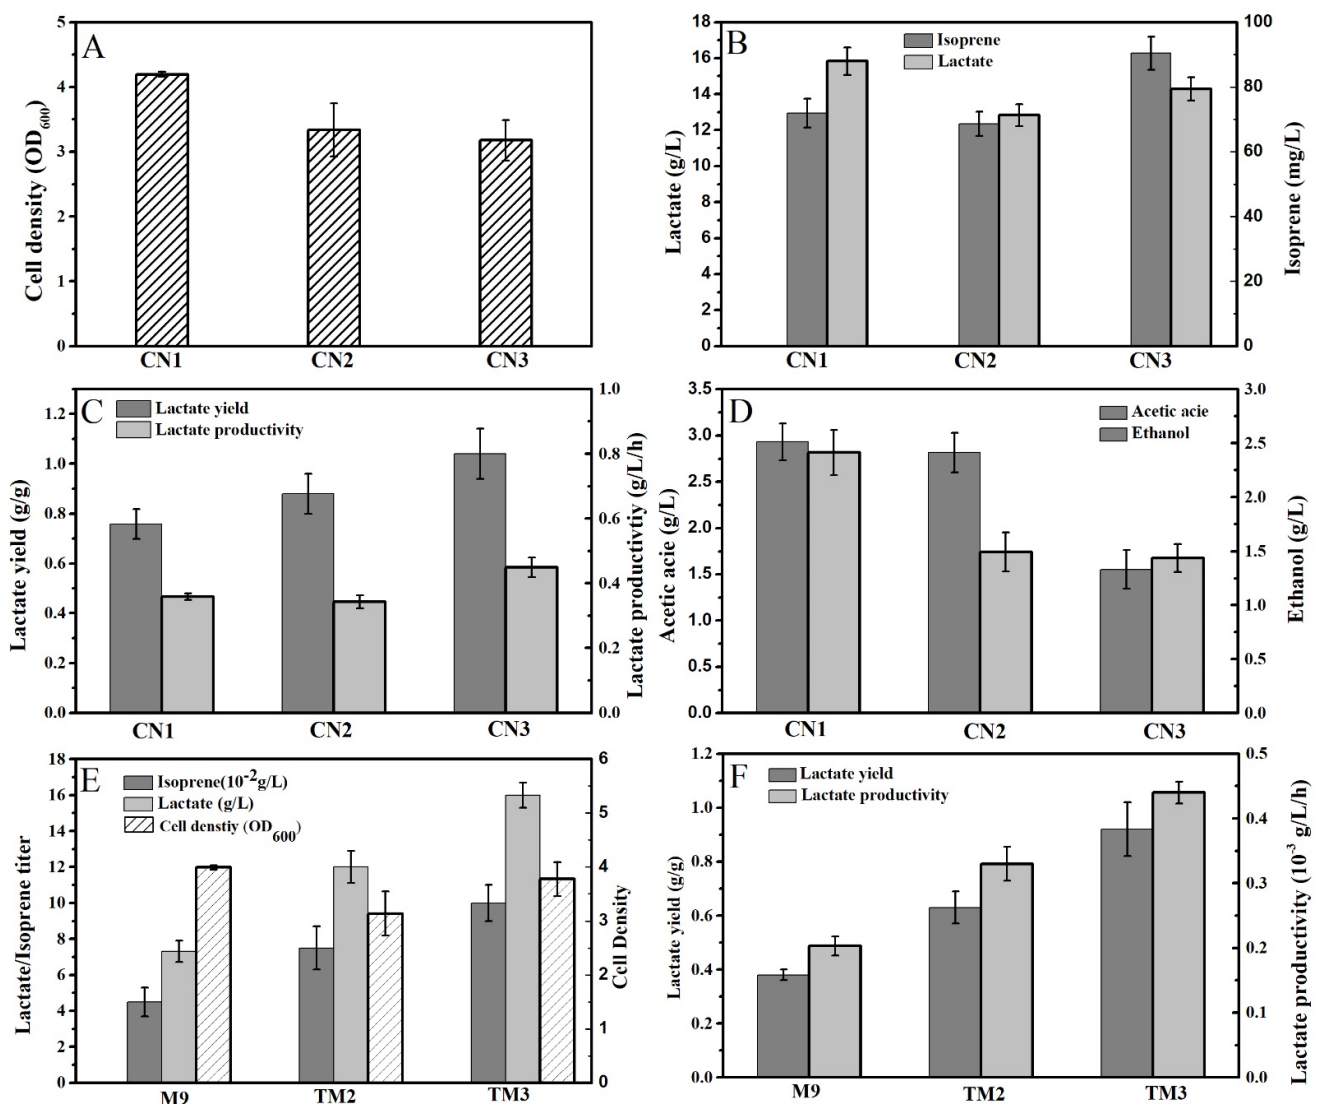 A
Cell density (OD600)
5
4
3
2
1
0
CN1 CN2 CN3
B
Isoprene
Lactate
Lactate (g/L)
18
16
14
12
10
8
6
4
2
0
Isoprene (mg/L)
100
80
60
40
20
0
CN1 CN2 CN3
C
Lactate yield
Lactate productivity
Lactate yield (g/g)
1.2
1.0
0.8
0.6
0.4
0.2
0.0
Lactate productivtiy (g/L/h)
1.0
0.8
0.6
0.4
0.2
0.0
CN1 CN2 CN3
D
Acetic acie
Ethanol
Acetic acie (g/L)
3.5
3.0
2.5
2.0
1.5
1.0
0.5
0.0
Ethanol (g/L)
3.0
2.5
2.0
1.5
1.0
0.5
0.0
CN1 CN2 CN3
E
Isoprene(10-2g/L)
Lactate (g/L)
Cell denstiy (OD600)
Lactate/Isoprene titer
18
16
14
12
10
8
6
4
2
0
Cell Density
6
5
4
3
2
1
0
M9 TM2 TM3
F
Lactate yield
Lactate productivity
Lactate yield (g/g)
1.2
1.0
0.8
0.6
0.4
0.2
0.0
Lactate productivity (10-3 g/L/h)
0.5
0.4
0.3
0.2
0.1
0.0
M9 TM2 TM3